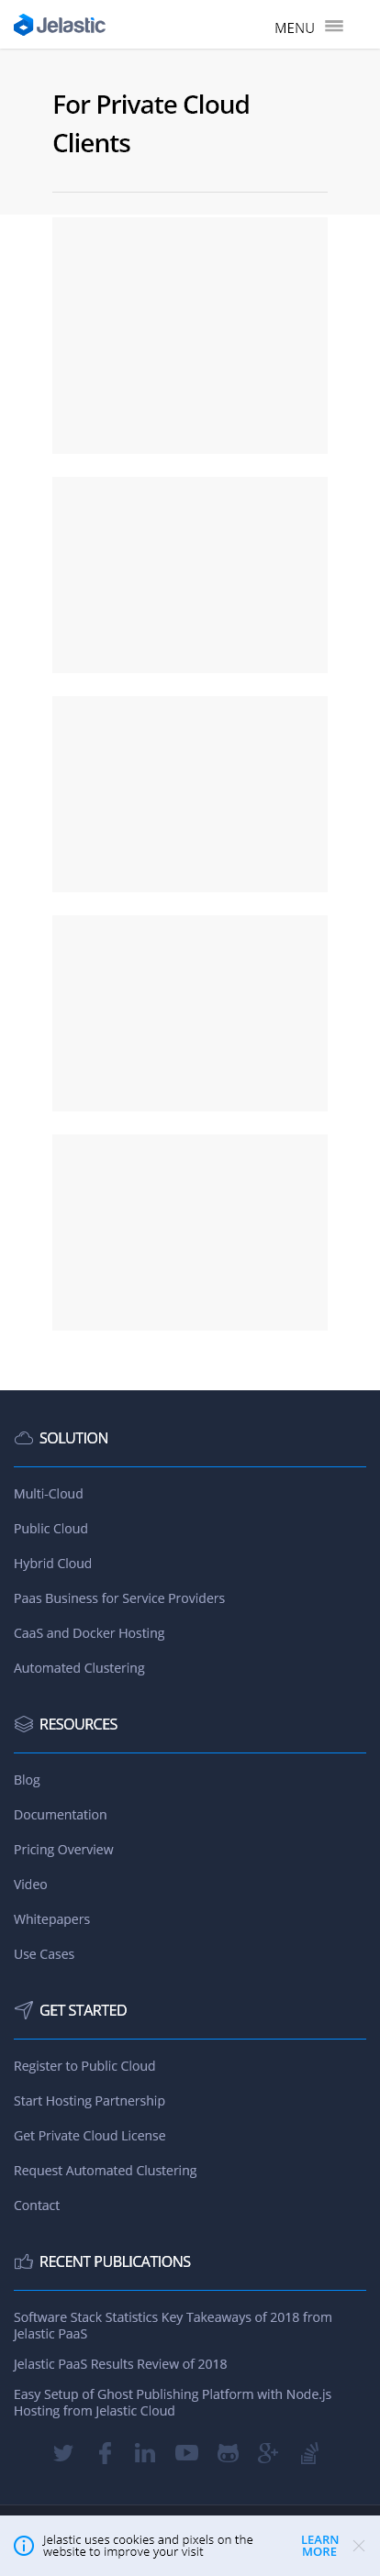 Jelastic
MENU
For Private Cloud
Clients
SOLUTION
Multi-Cloud
Public Cloud
Hybrid Cloud
Paas Business for Service Providers
CaaS and Docker Hosting
Automated Clustering
RESOURCES
Blog
Documentation
Pricing Overview
Video
Whitepapers
Use Cases
GET STARTED
Register to Public Cloud
Start Hosting Partnership
Get Private Cloud License
Request Automated Clustering
Contact
RECENT PUBLICATIONS
Software Stack Statistics Key Takeaways of 2018 from
Jelastic PaaS
Jelastic PaaS Results Review of 2018
Easy Setup of Ghost Publishing Platform with Node.js
Hosting from Jelastic Cloud
Jelastic uses cookies and pixels on the
website to improve your visit
LEARN
MORE